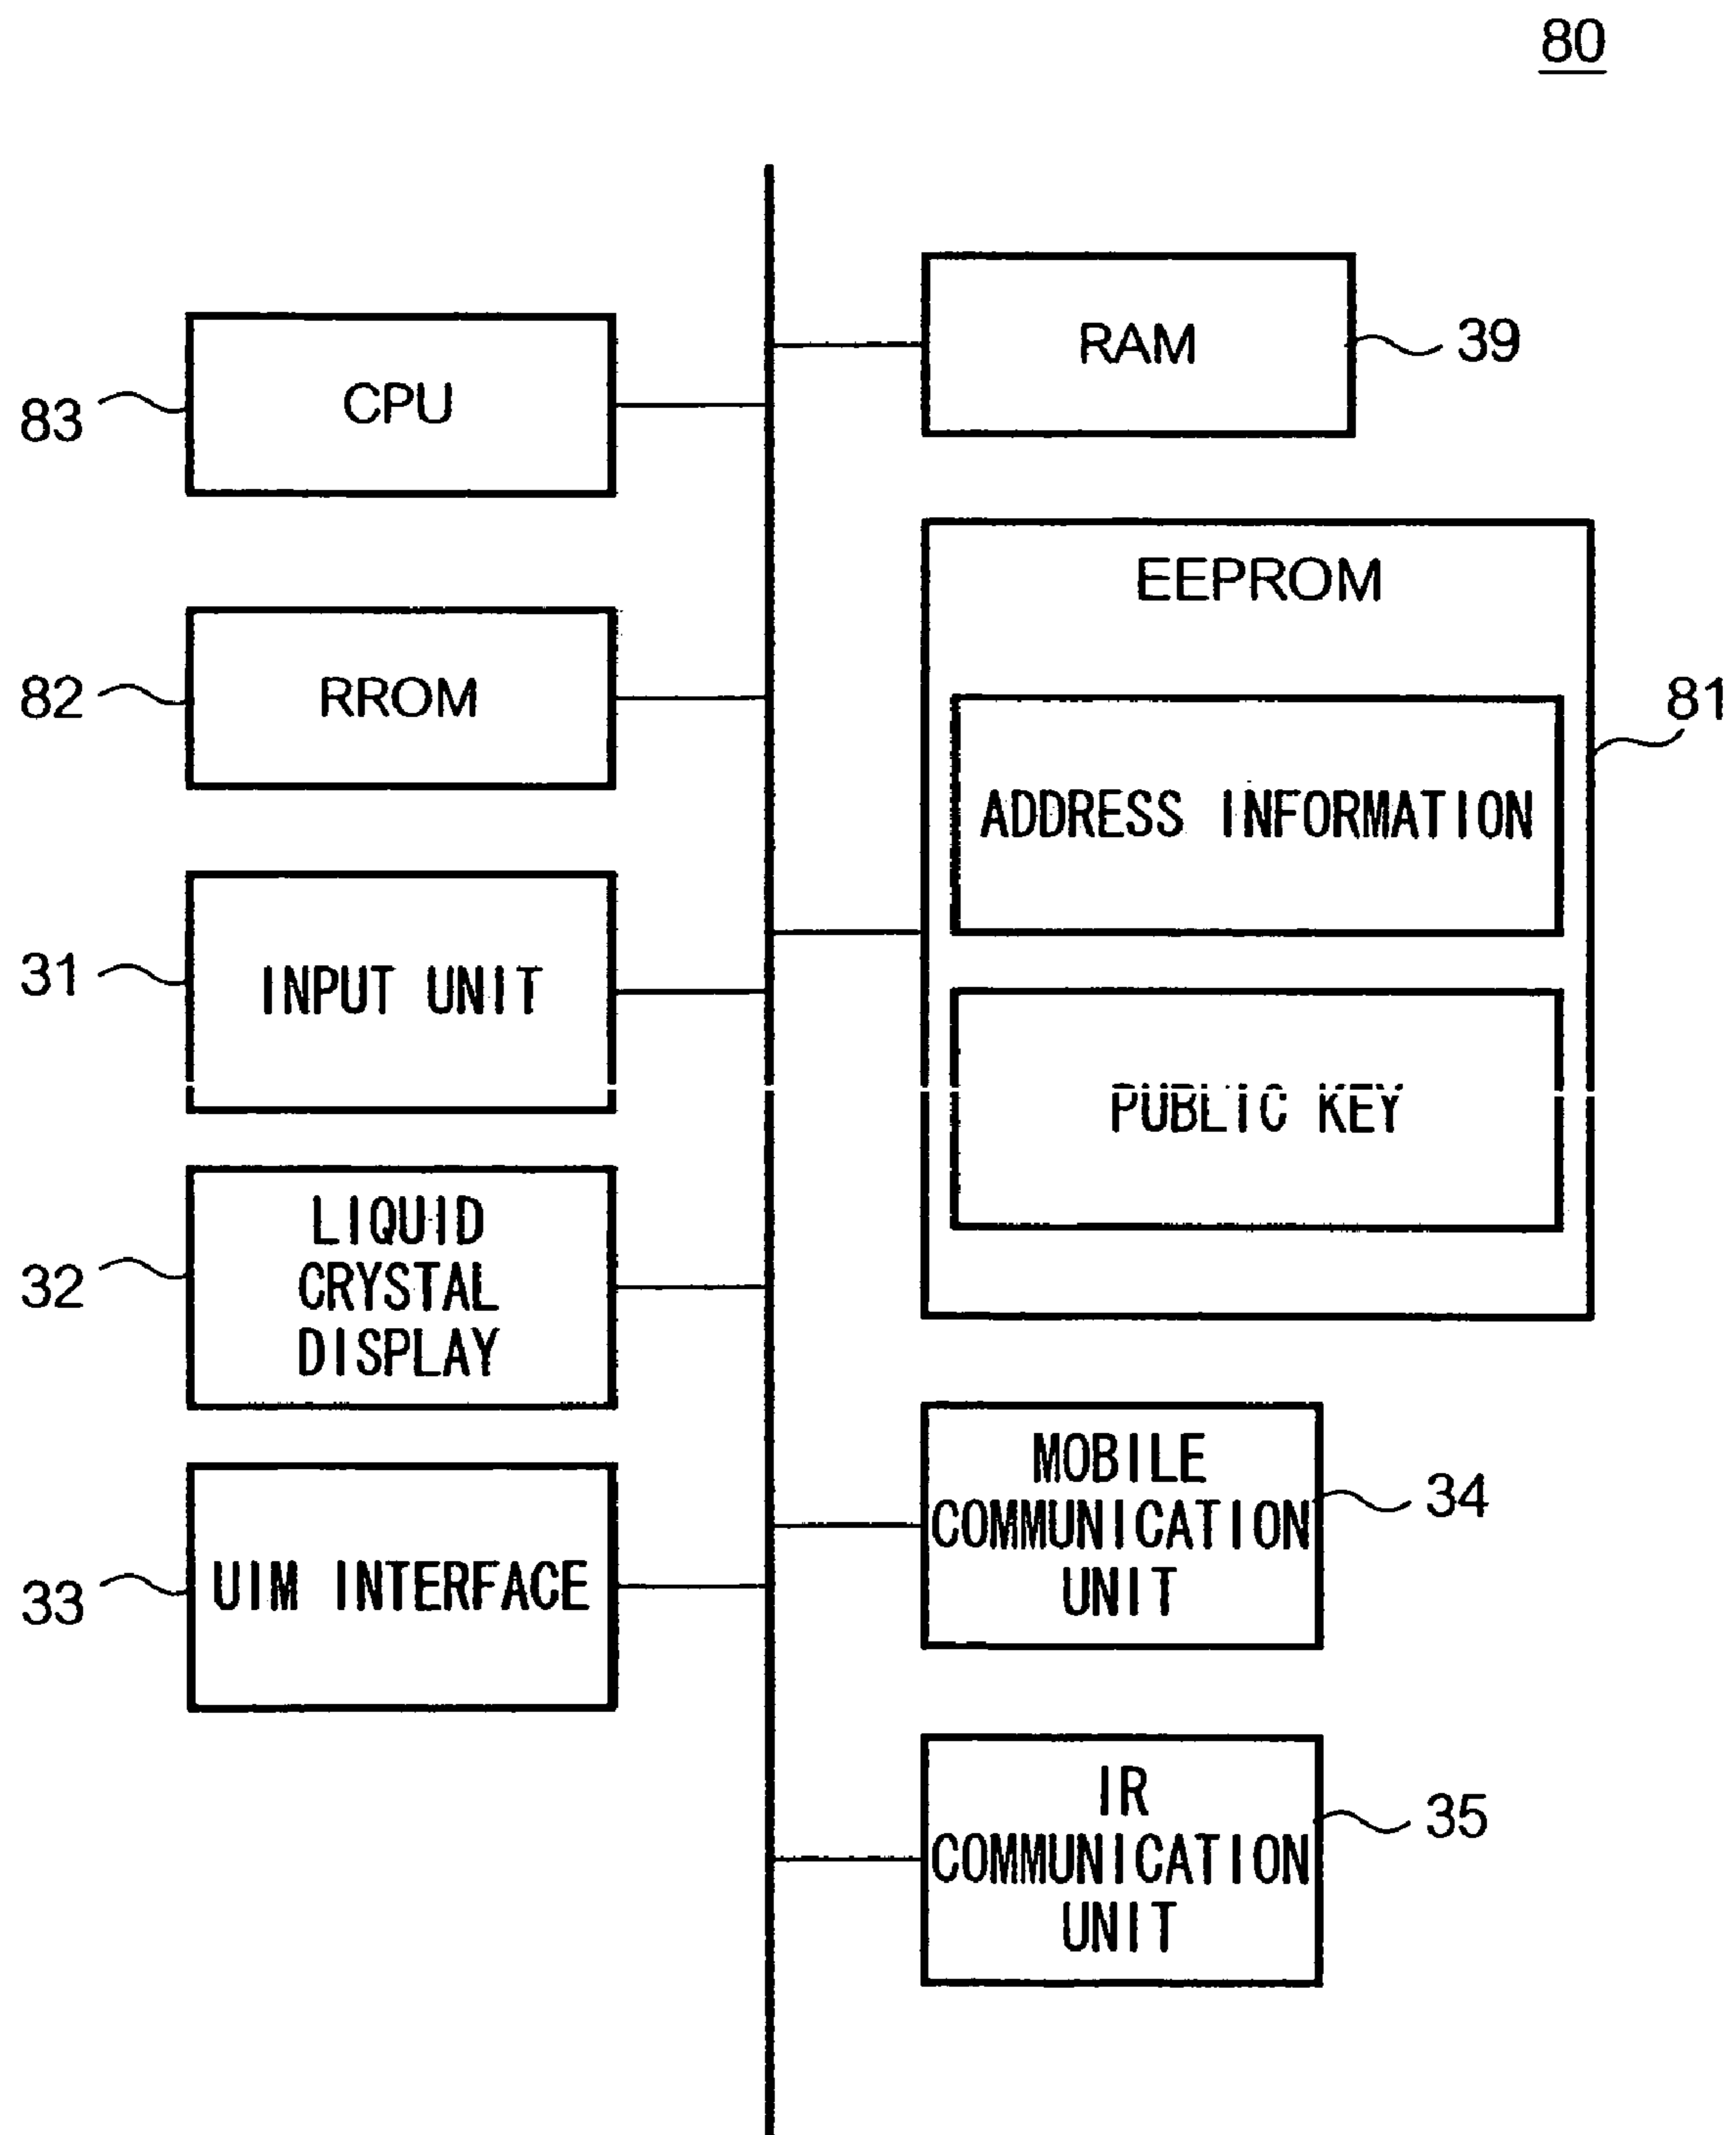 80
CPU
83
RROM
82
INPUT UNIT
31
LIQUID
CRYSTAL
DISPLAY
32
UIM INTERFACE
33
RAM
39
EEPROM
81
ADDRESS INFORMATION
PUBLIC KEY
MOBILE
COMMUNICATION
UNIT
34
IR
COMMUNICATION
UNIT
35